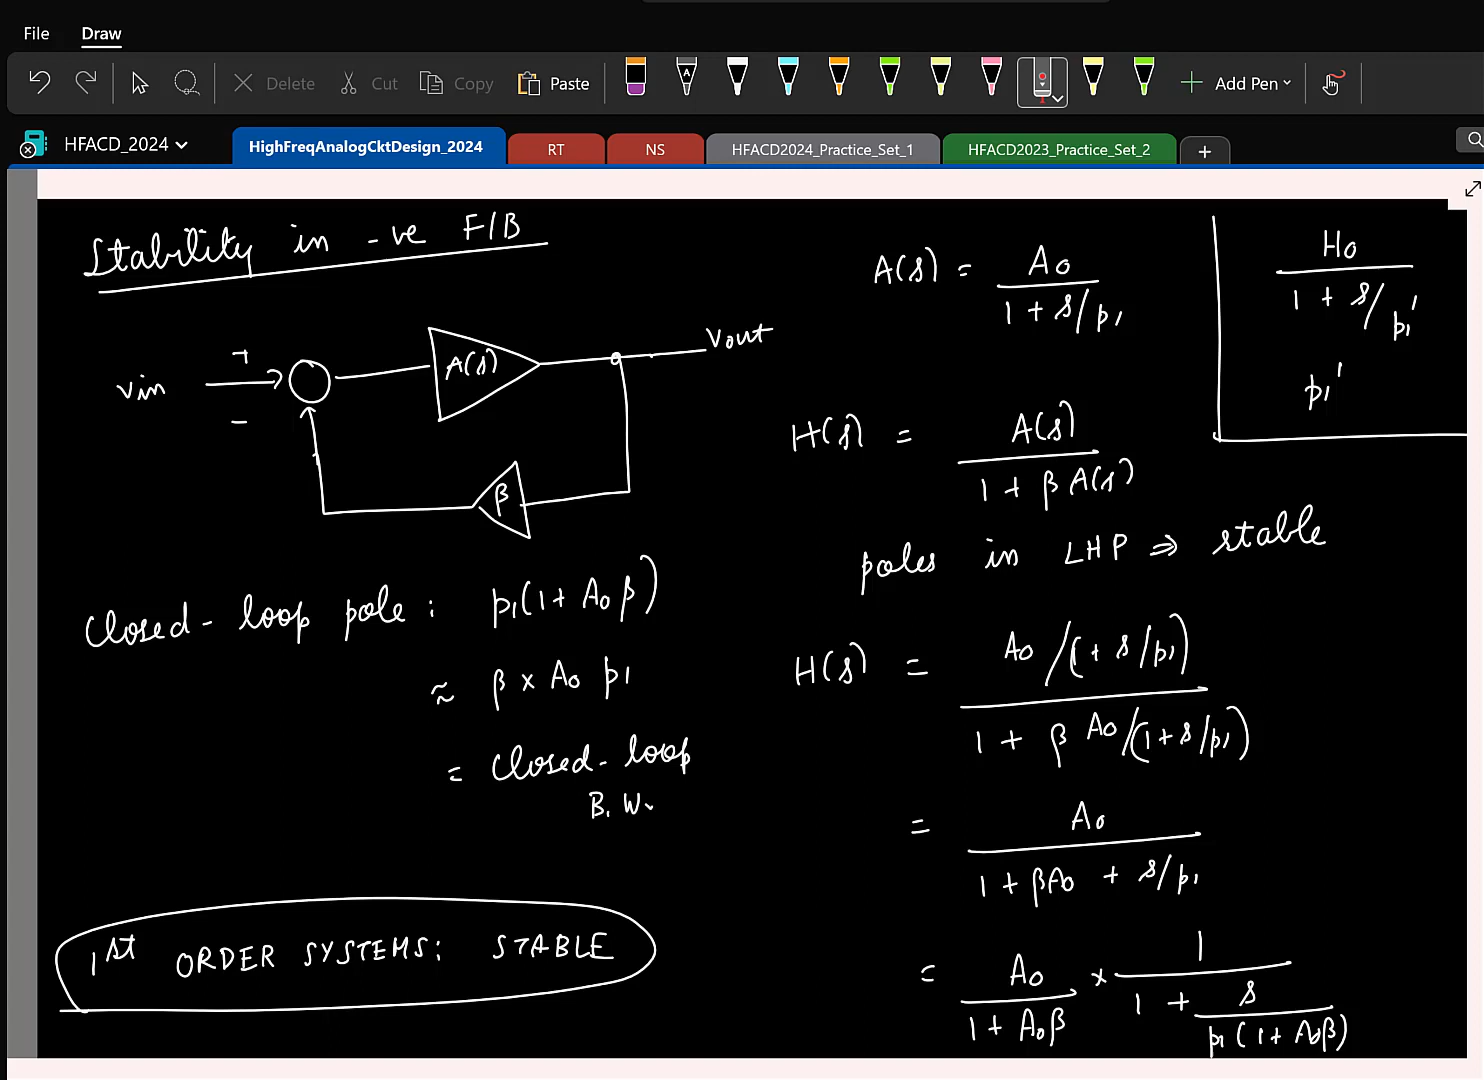 File Draw
Delete Cut Copy Paste A Add Pen
HFACD_2024 HighFreqAnalogCktDesign_2024 RT NS HFACD2024_Practice_Set_1 HFACD2023_Practice_Set_2 +
Stability in -ve F/B
vin
+
-
A(s)
Vout
β
Closed-loop pole : p₁(1 + A₀ β)
≈ β × A₀ p₁
= Closed-loop
B. W.
1st ORDER SYSTEMS: STABLE
A(s) = A₀ / (1 + s/p₁)
H₀ / (1 + s/p₁')
p₁'
H(s) = A(s) / (1 + β A(s))
poles in LHP ⇒ stable
H(s) = A₀/(1 + s/p₁) / (1 + β A₀/(1 + s/p₁))
= A₀ / (1 + βA₀ + s/p₁)
= A₀ / (1 + A₀β) × 1 / (1 + s / p₁(1 + A₀β))